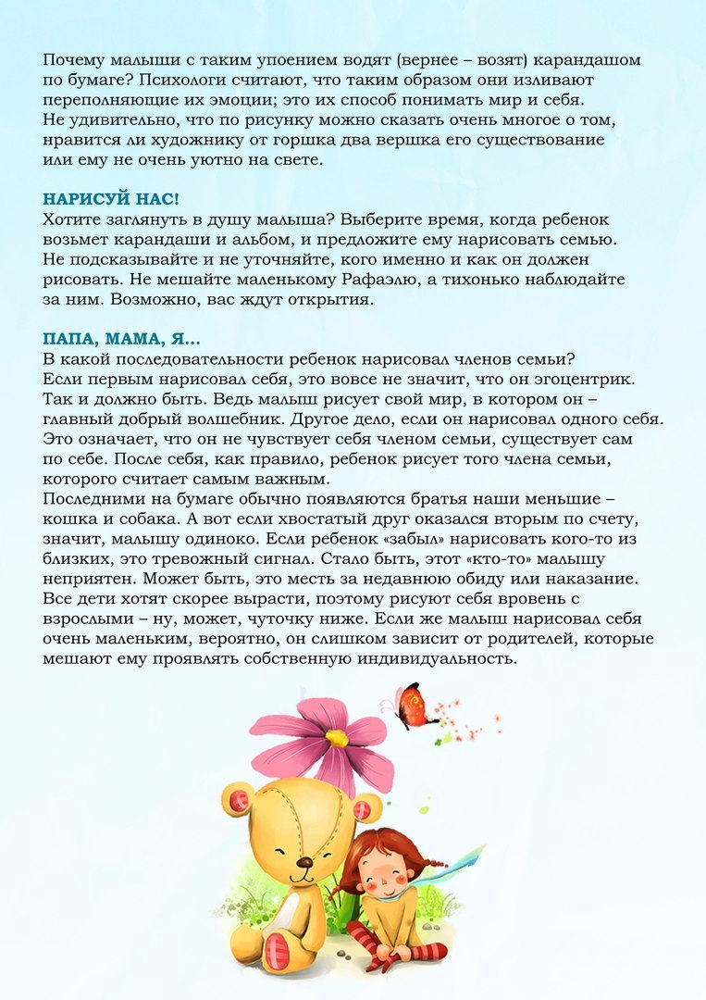 Почему малыши с таким упоением водят (вернее – возят) карандашом
по бумаге? Психологи считают, что таким образом они изливают
переполняющие их эмоции; это их способ понимать мир и себя.
Не удивительно, что по рисунку можно сказать очень многое о том,
нравится ли художнику от горшка два вершка его существование
или ему не очень уютно на свете.
НАРИСУЙ НАС!
Хотите заглянуть в душу малыша? Выберите время, когда ребенок
возьмет карандаши и альбом, и предложите ему нарисовать семью.
Не подсказывайте и не уточняйте, кого именно и как он должен
рисовать. Не мешайте маленькому Рафаэлю, а тихонько наблюдайте
за ним. Возможно, вас ждут открытия.
ПАПА, МАМА, Я...
В какой последовательности ребенок нарисовал членов семьи?
Если первым нарисовал себя, это вовсе не значит, что он эгоцентрик.
Так и должно быть. Ведь малыш рисует свой мир, в котором он –
главный добрый волшебник. Другое дело, если он нарисовал одного себя.
Это означает, что он не чувствует себя членом семьи, существует сам
по себе. После себя, как правило, ребенок рисует того члена семьи,
которого считает самым важным.
Последними на бумаге обычно появляются братья наши меньшие –
кошка и собака. А вот если хвостатый друг оказался вторым по счету,
значит, малышу одиноко. Если ребенок «забыл» нарисовать кого-то из
близких, это тревожный сигнал. Стало быть, этот «кто-то» малышу
неприятен. Может быть, это месть за недавнюю обиду или наказание.
Все дети хотят скорее вырасти, поэтому рисуют себя вровень с
взрослыми – ну, может, чуточку ниже. Если же малыш нарисовал себя
очень маленьким, вероятно, он слишком зависит от родителей, которые
мешают ему проявлять собственную индивидуальность.